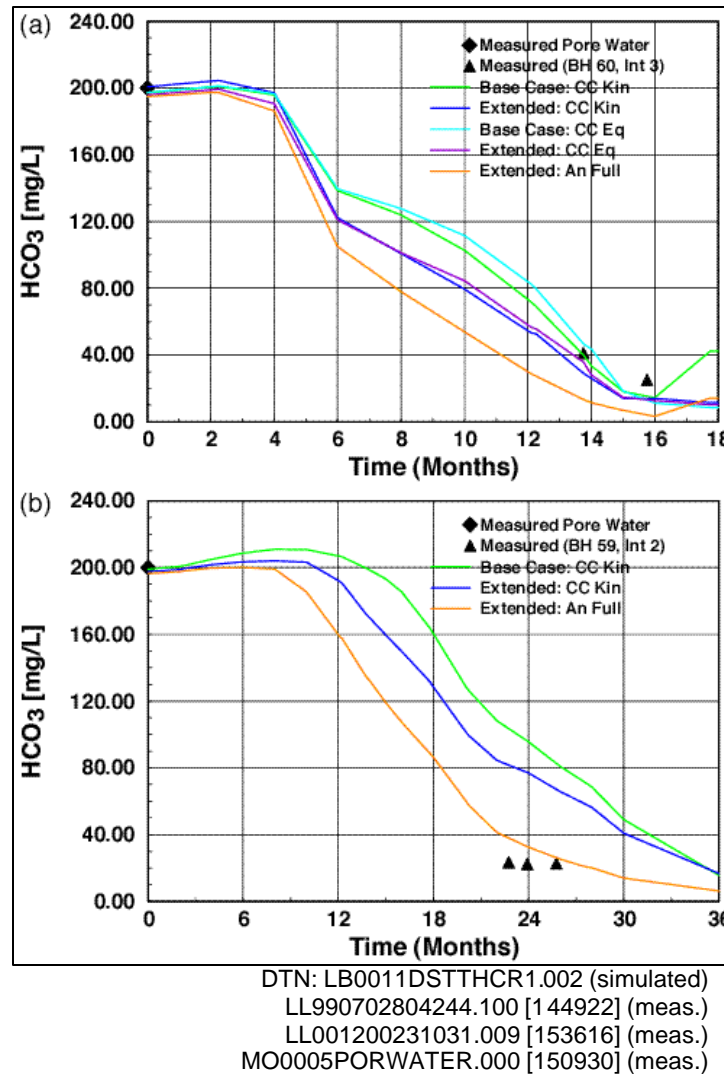 (a)
240.00
200.00
160.00
120.00
80.00
40.00
0.00
HCO3 [mg/L]
Measured Pore Water
Measured (BH 60, Int 3)
Base Case: CC Kin
Extended: CC Kin
Base Case: CC Eq
Extended: CC Eq
Extended: An Full
0 2 4 6 8 10 12 14 16 18
Time (Months)
(b)
240.00
200.00
160.00
120.00
80.00
40.00
0.00
HCO3 [mg/L]
Measured Pore Water
Measured (BH 59, Int 2)
Base Case: CC Kin
Extended: CC Kin
Extended: An Full
0 6 12 18 24 30 36
Time (Months)
DTN: LB0011DSTTHCR1.002 (simulated)
LL990702804244.100 [144922] (meas.)
LL001200231031.009 [153616] (meas.)
MO0005PORWATER.000 [150930] (meas.)